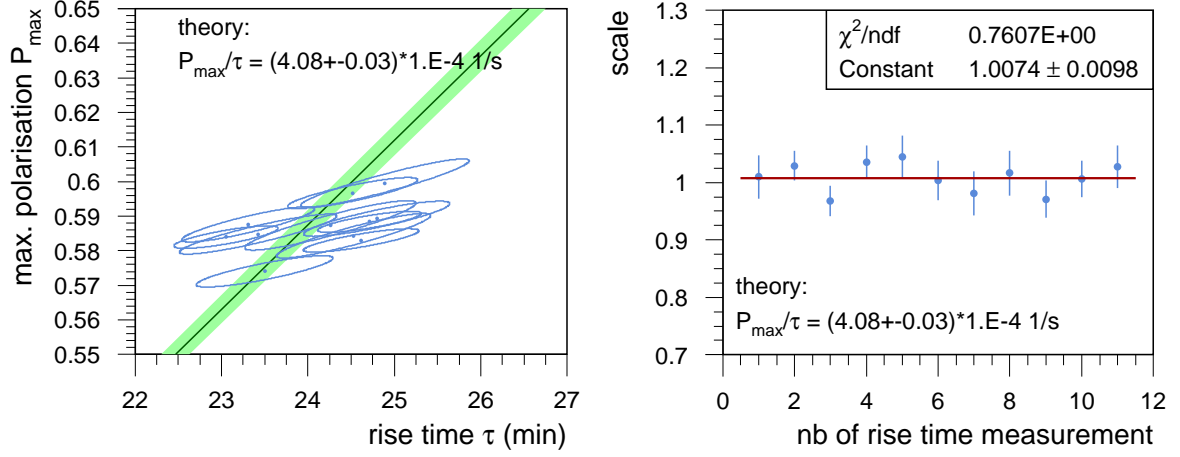 max. polarisation P_max
0.65
0.64
0.63
0.62
0.61
0.6
0.59
0.58
0.57
0.56
0.55
theory:
P_max/τ = (4.08+-0.03)*1.E-4 1/s
22 23 24 25 26 27
rise time τ (min)
scale
1.3
1.2
1.1
1
0.9
0.8
0.7
χ²/ndf 0.7607E+00
Constant 1.0074 ± 0.0098
theory:
P_max/τ = (4.08+-0.03)*1.E-4 1/s
0 2 4 6 8 10 12
nb of rise time measurement